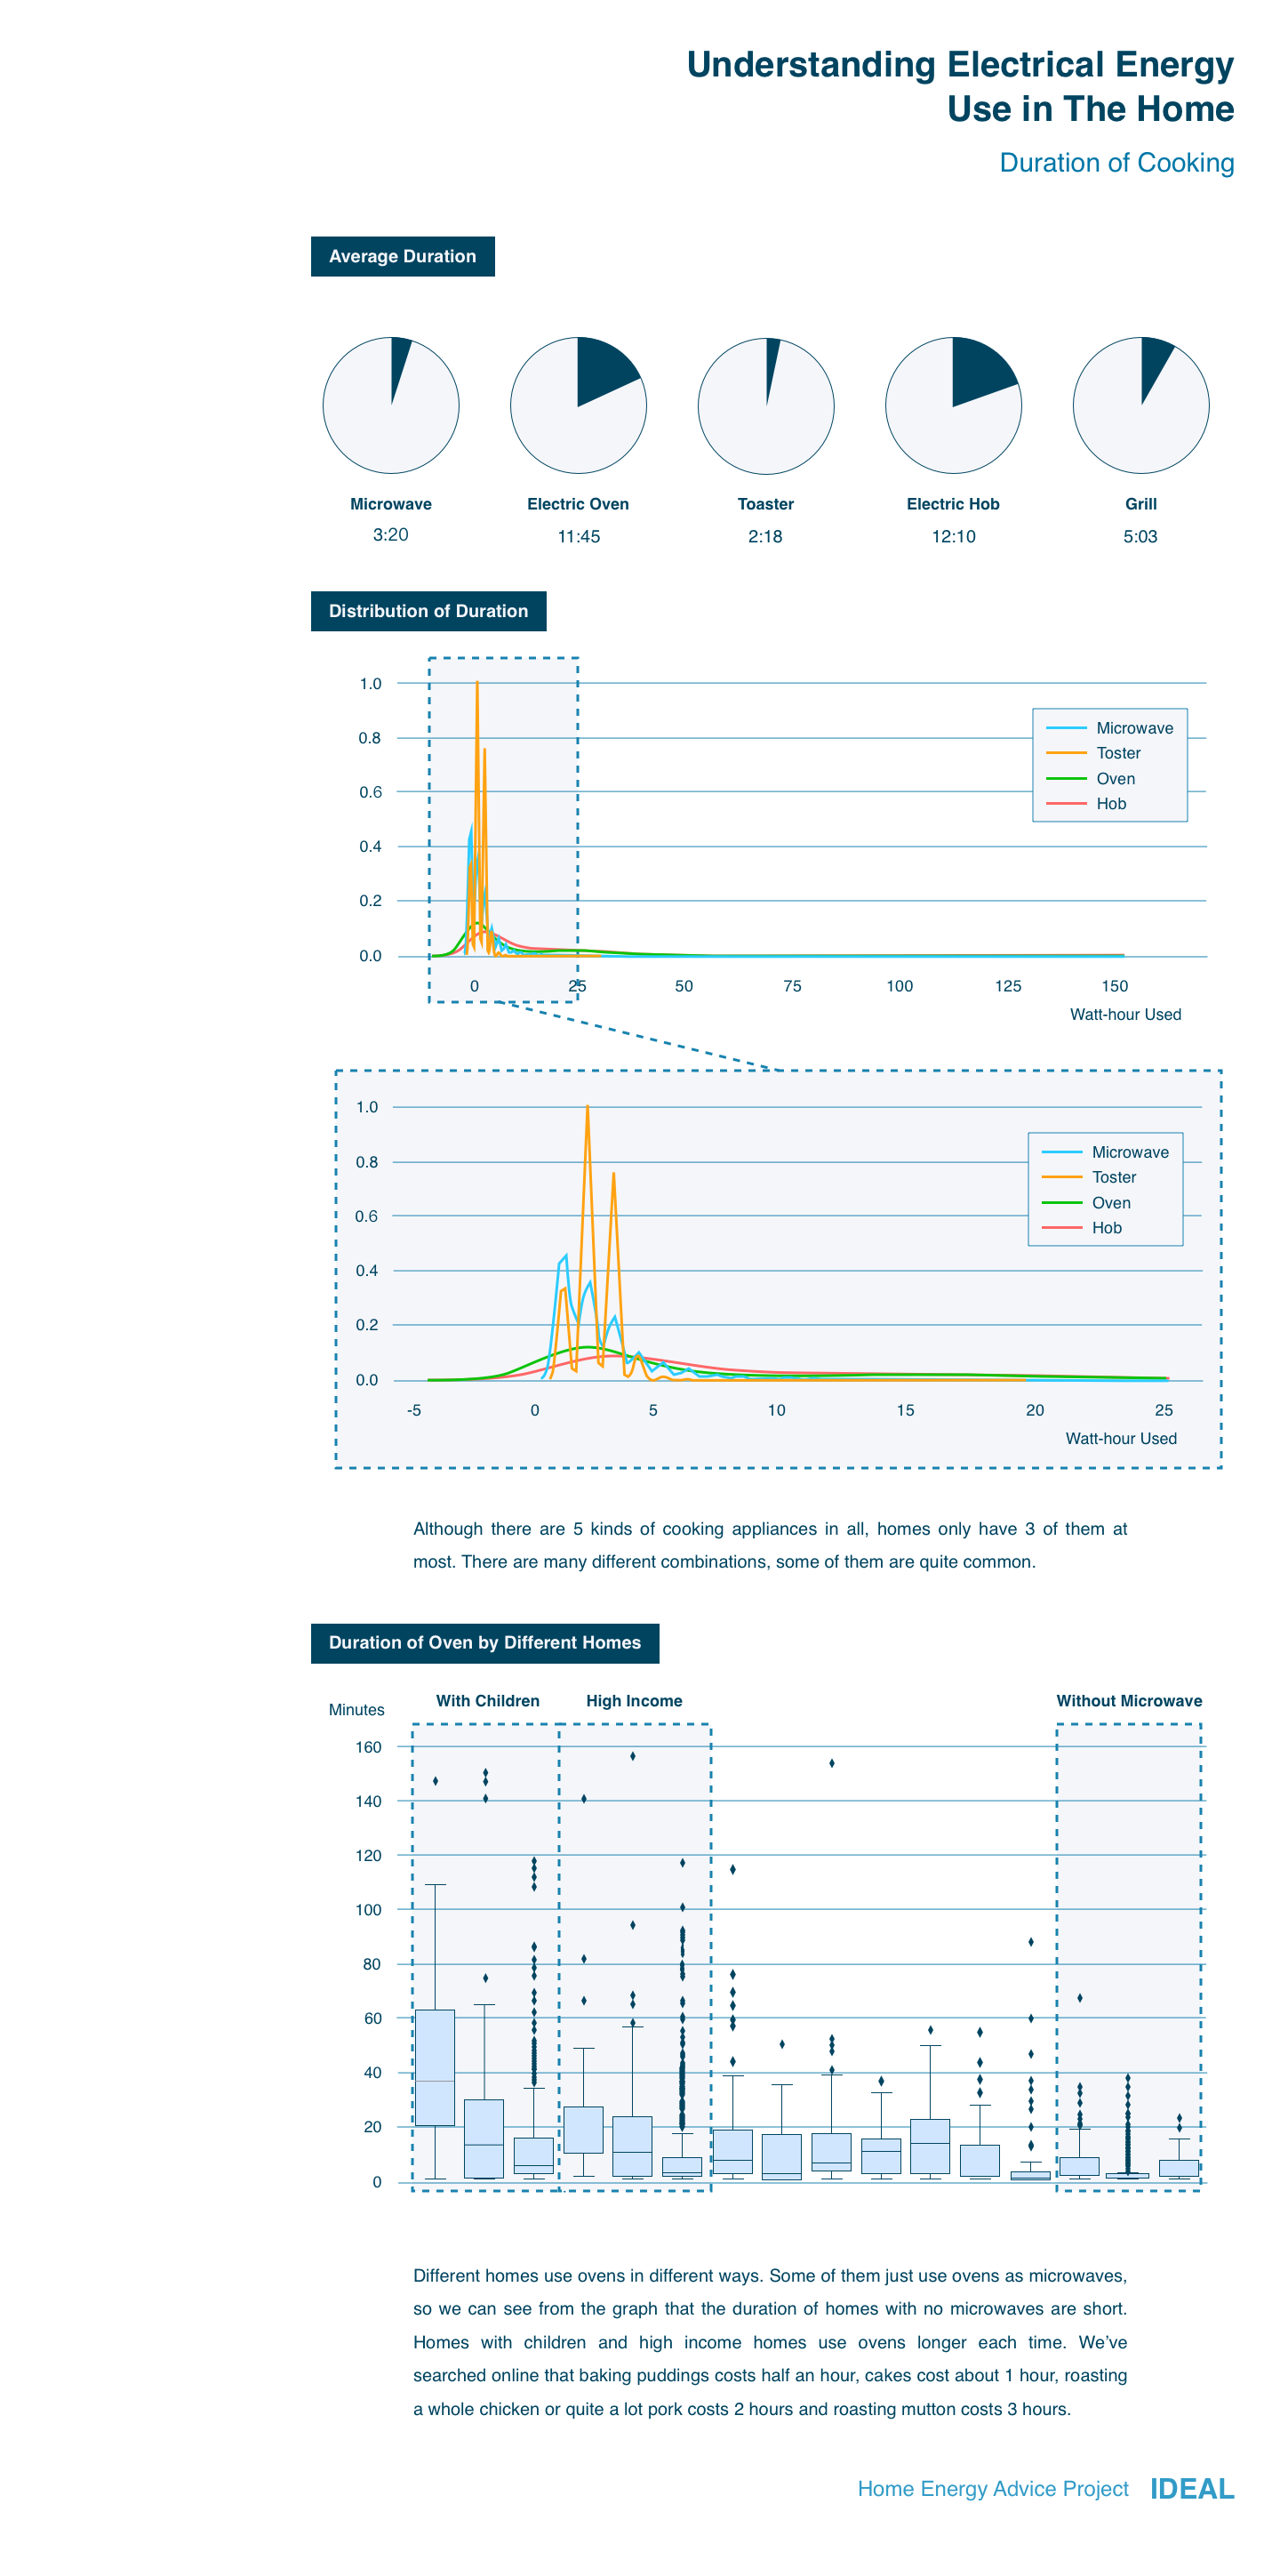 Understanding Electrical Energy
Use in The Home
Duration of Cooking
Average Duration
Microwave Electric Oven Toaster Electric Hob Grill
3:20 11:45 2:18 12:10 5:03
Distribution of Duration
1.0
0.8
0.6
0.4
0.2
0.0
Microwave
Toster
Oven
Hob
0 25 50 75 100 125 150
Watt-hour Used
1.0
0.8
0.6
0.4
0.2
0.0
Microwave
Toster
Oven
Hob
-5 0 5 10 15 20 25
Watt-hour Used
Although there are 5 kinds of cooking appliances in all, homes only have 3 of them at
most. There are many different combinations, some of them are quite common.
Duration of Oven by Different Homes
Minutes
With Children High Income Without Microwave
160
140
120
100
80
60
40
20
0
Different homes use ovens in different ways. Some of them just use ovens as microwaves,
so we can see from the graph that the duration of homes with no microwaves are short.
Homes with children and high income homes use ovens longer each time. We’ve
searched online that baking puddings costs half an hour, cakes cost about 1 hour, roasting
a whole chicken or quite a lot pork costs 2 hours and roasting mutton costs 3 hours.
Home Energy Advice Project IDEAL